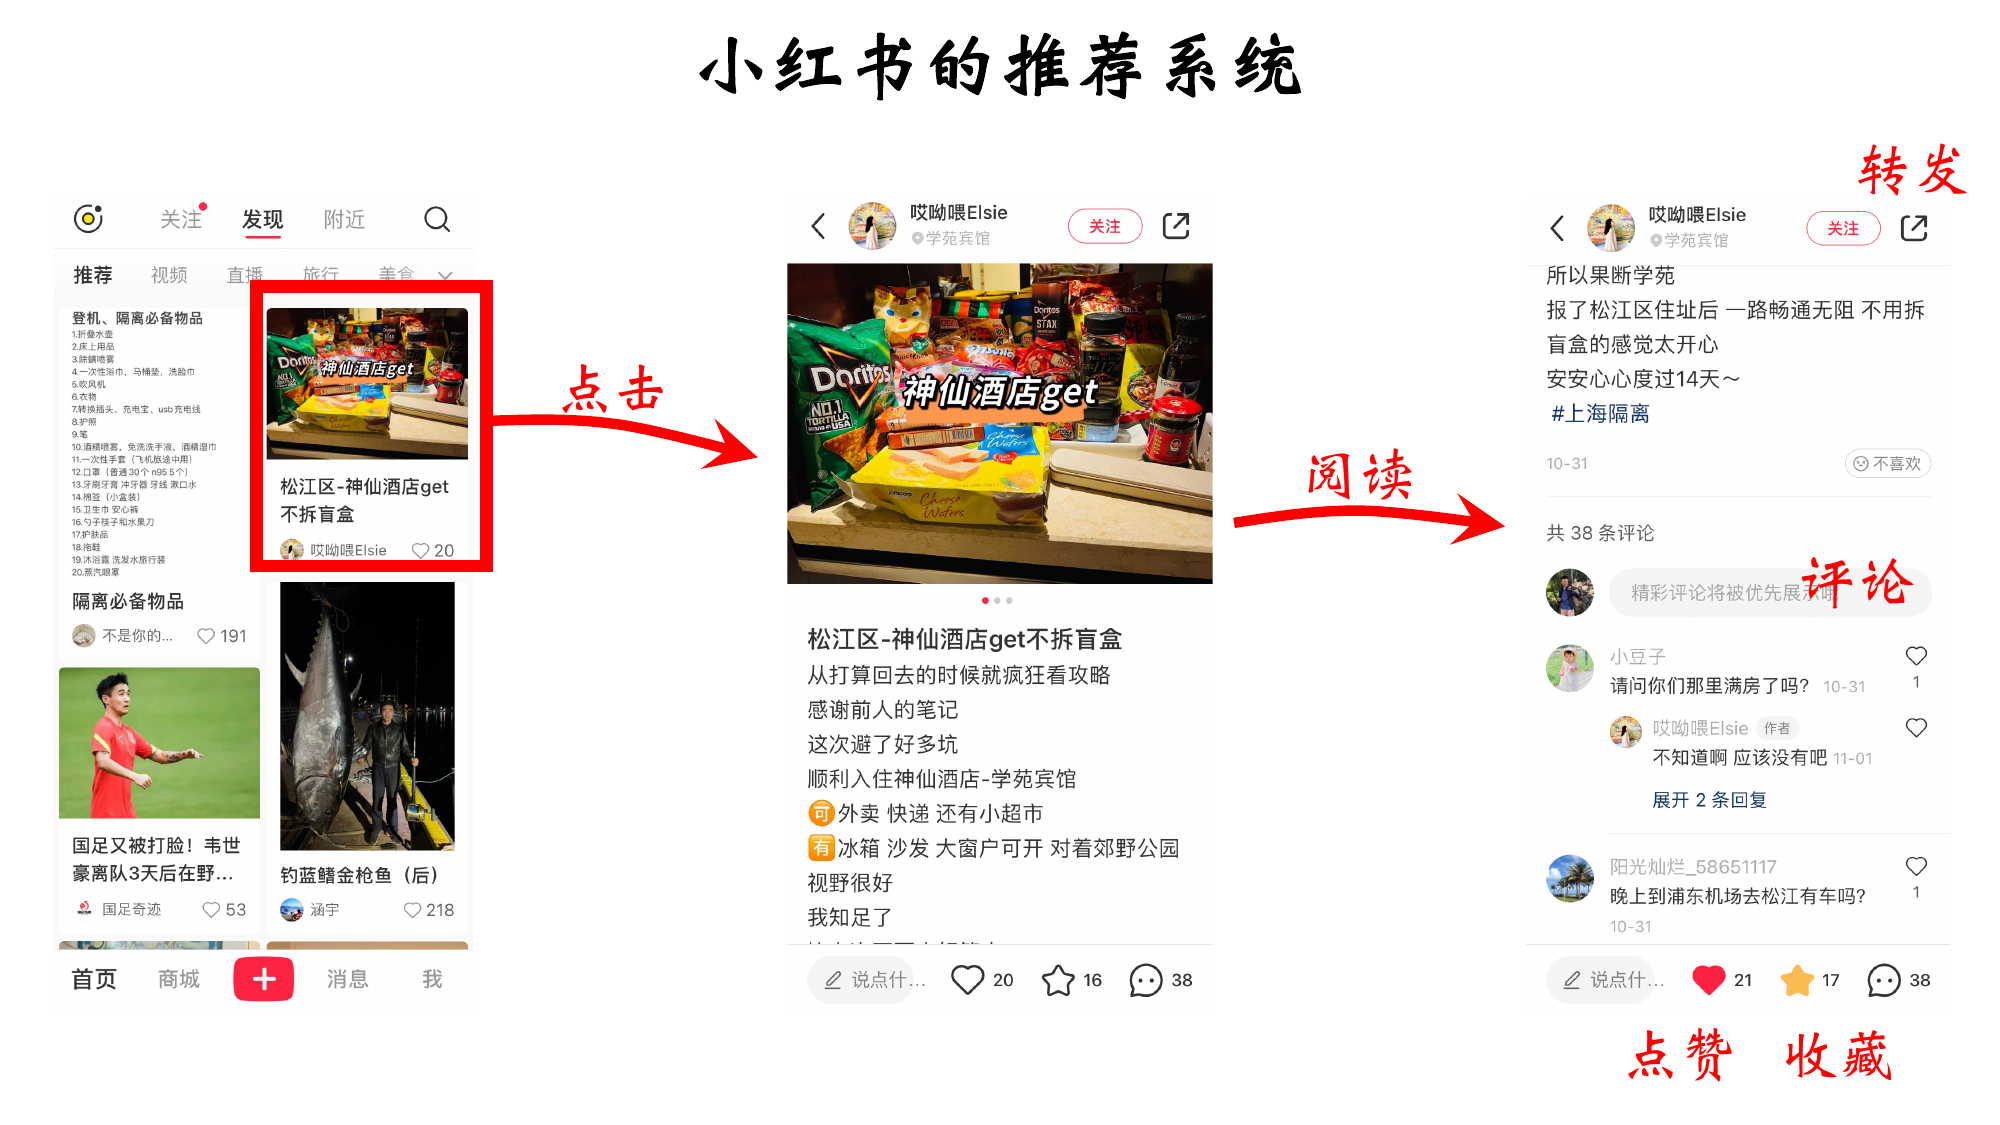 小红书的推荐系统
关注 发现 附近
推荐 视频 直播 旅行 美食
登机、隔离必备物品
1.折叠水壶
2.床上用品
3.除螨喷雾
4.一次性浴巾，马桶垫，洗脸巾
5.吹风机
6.衣物
7.转换插头、充电宝、usb充电线
8.护照
9.笔
10.酒精喷雾，免洗洗手液，酒精湿巾
11.一次性手套（飞机旅途中用）
12.口罩（普通30个 n95 5个）
13.牙刷牙膏 冲牙器 牙线 漱口水
14.棉签（小盒装）
15.卫生巾 安心裤
16.勺子筷子和水果刀
17.护肤品
18.拖鞋
19.沐浴露 洗发水旅行装
20.蒸汽眼罩
隔离必备物品
不是你的... 191
Doritos
神仙酒店get
松江区-神仙酒店get
不拆盲盒
哎呦喂Elsie 20
国足又被打脸！韦世
豪离队3天后在野...
国足奇迹 53
钓蓝鳍金枪鱼（后）
涵宇 218
首页 商城 消息 我
点击
哎呦喂Elsie
学苑宾馆
关注
Doritos
STAX
Doritos
NO.1
TORTILLA
BRAND IN USA
神仙酒店get
Cheese
Wafers
Cheese
Wafers
松江区-神仙酒店get不拆盲盒
从打算回去的时候就疯狂看攻略
感谢前人的笔记
这次避了好多坑
顺利入住神仙酒店-学苑宾馆
🉑外卖 快递 还有小超市
🈶冰箱 沙发 大窗户可开 对着郊野公园
视野很好
我知足了
说点什... 20 16 38
阅读
转发
哎呦喂Elsie
学苑宾馆
关注
所以果断学苑
报了松江区住址后 一路畅通无阻 不用拆
盲盒的感觉太开心
安安心心度过14天～
#上海隔离
10-31 不喜欢
共 38 条评论
精彩评论将被优先展示哦
评论
小豆子
请问你们那里满房了吗？ 10-31
1
哎呦喂Elsie 作者
不知道啊 应该没有吧 11-01
展开 2 条回复
阳光灿烂_58651117
晚上到浦东机场去松江有车吗？
1
10-31
说点什... 21 17 38
点赞 收藏